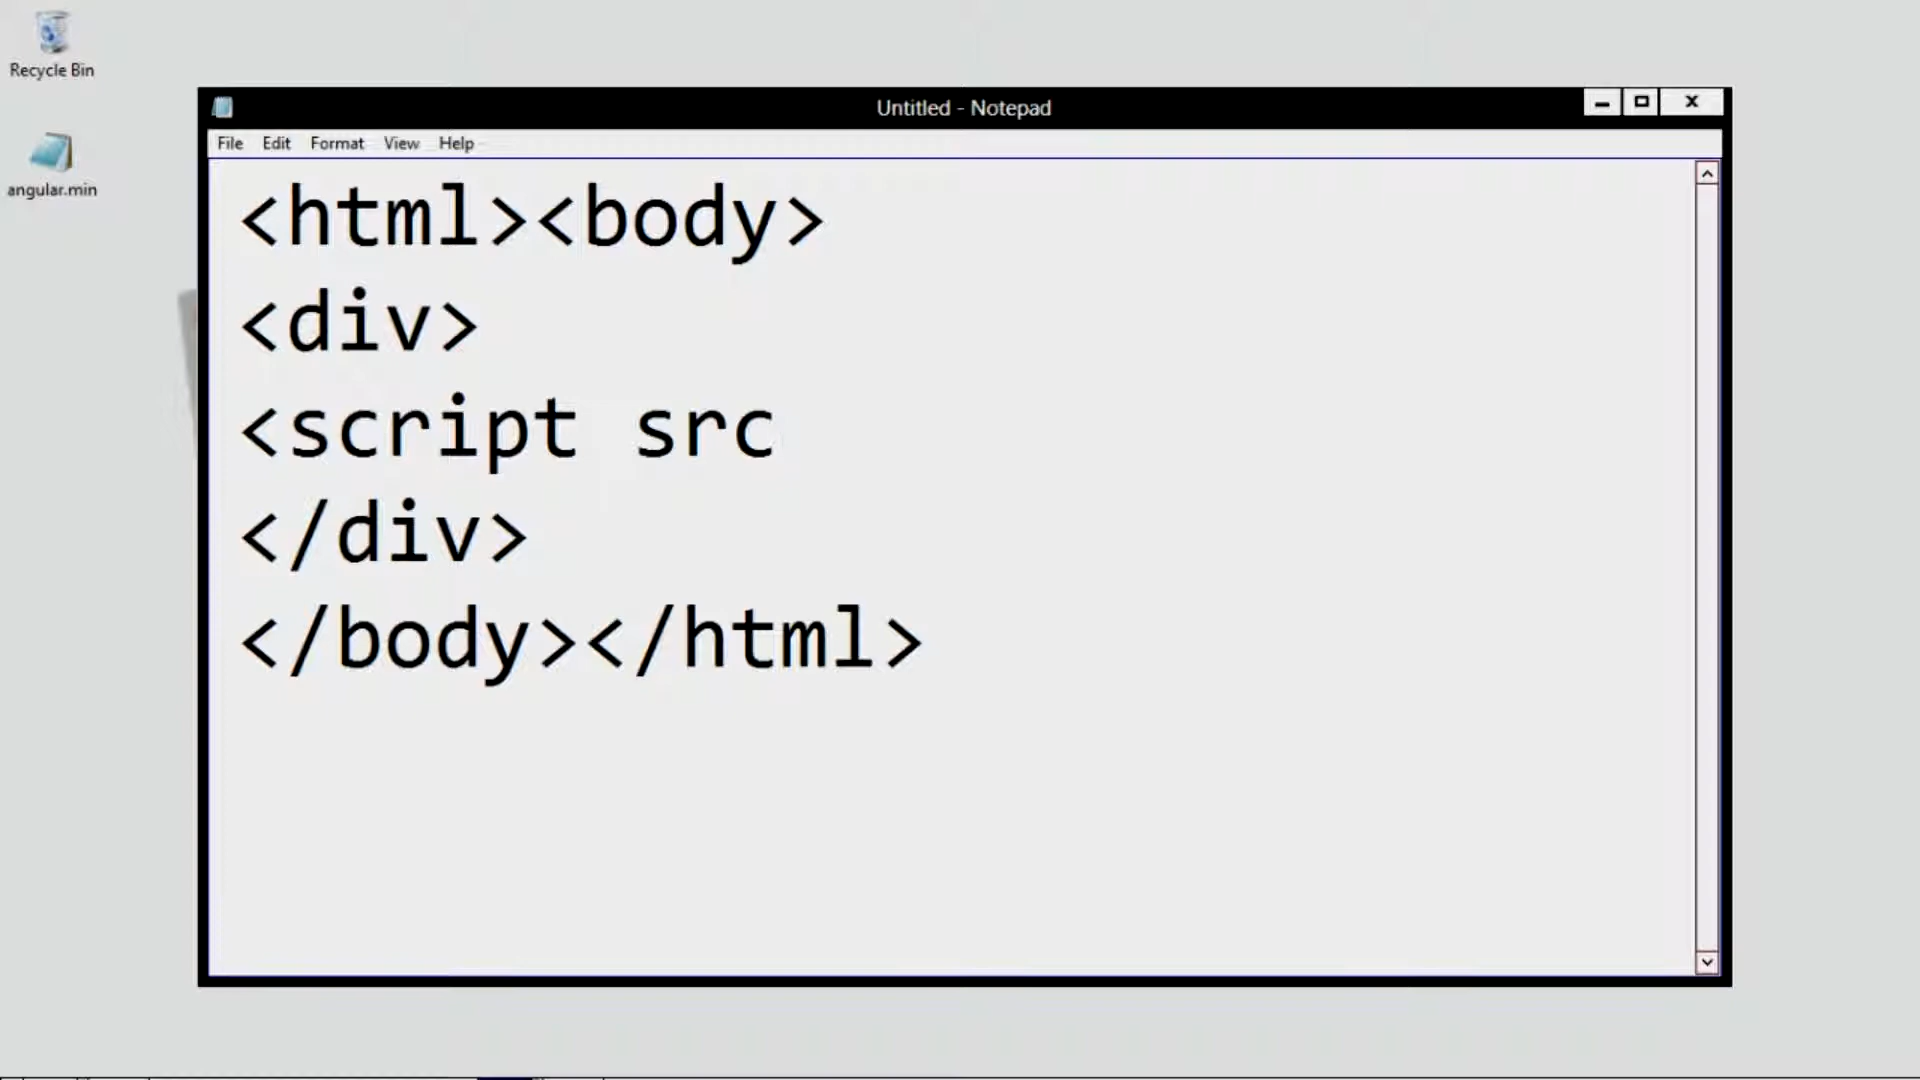 Recycle Bin
angular.min
Untitled - Notepad
File Edit Format View Help
<html><body>
<div>
<script src
</div>
</body></html>